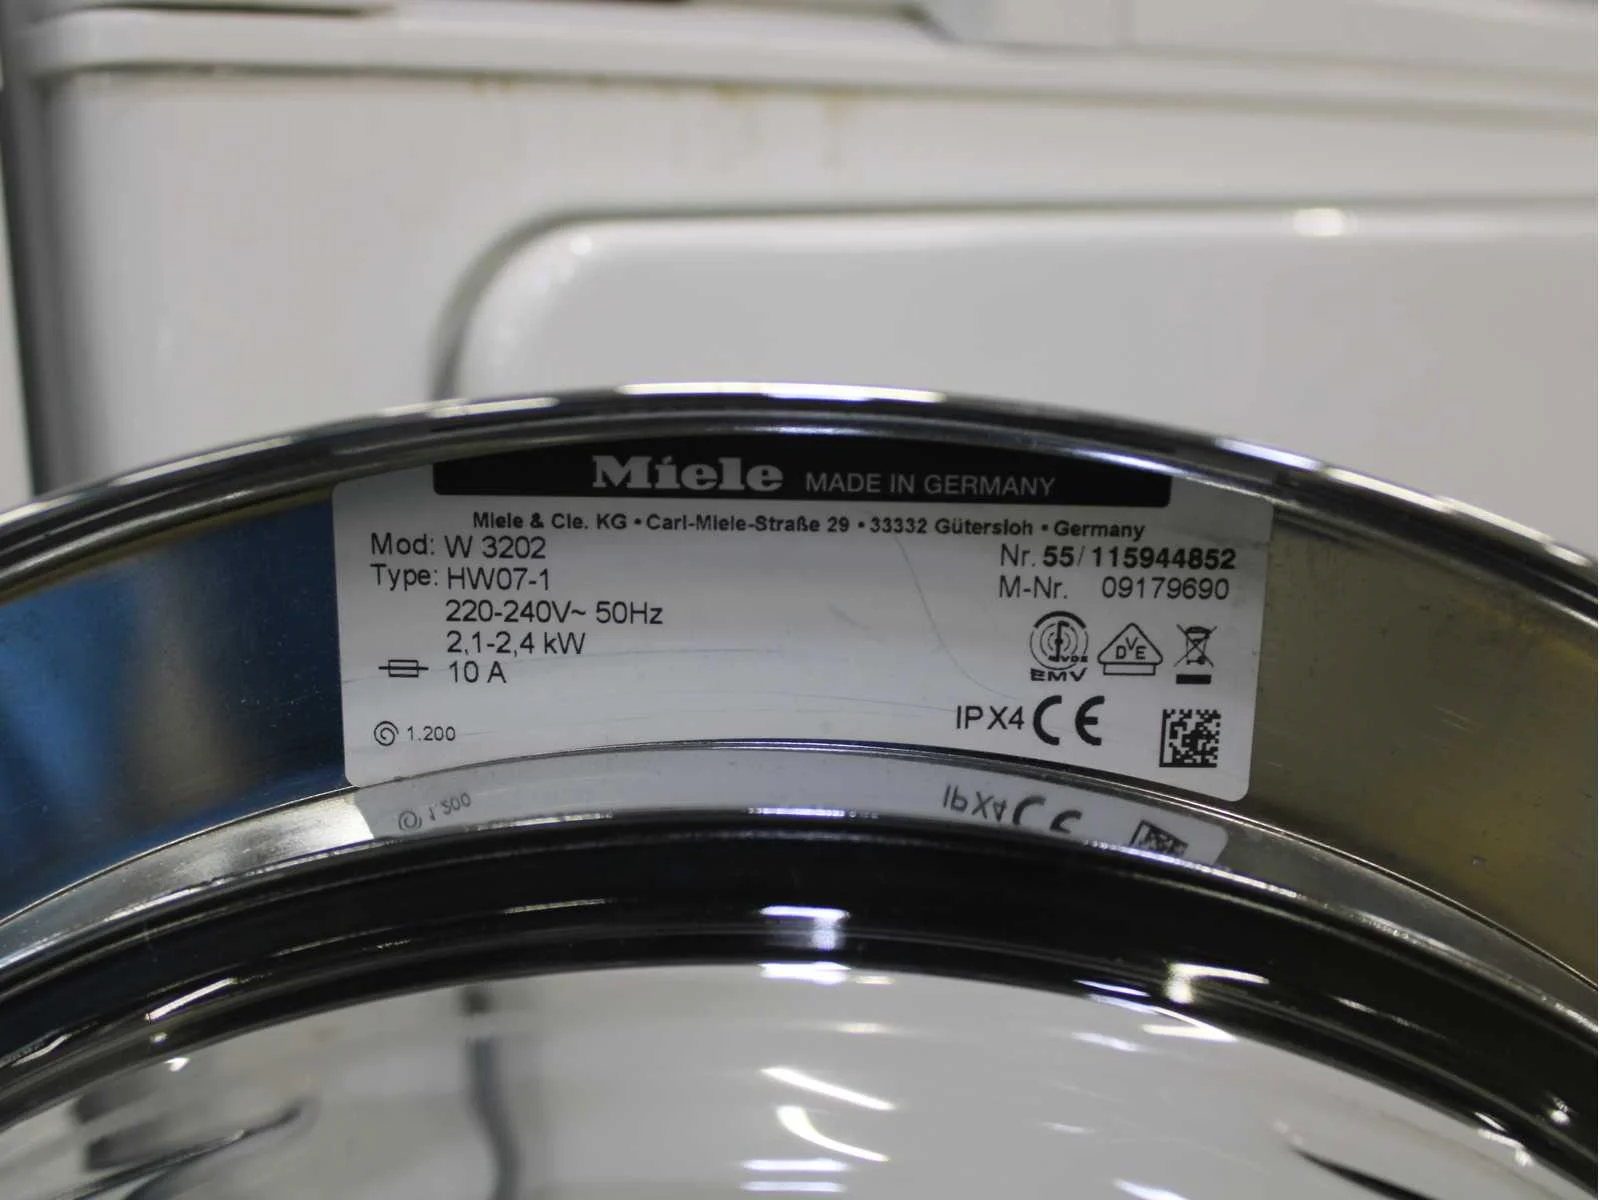 Miele MADE IN GERMANY
Miele & Cie. KG • Carl-Miele-Straße 29 • 33332 Gütersloh • Germany
Mod: W 3202
Nr. 55/115944852
Type: HW07-1
M-Nr. 09179690
220-240V~ 50Hz
2,1-2,4 kW
10 A
VDE
EMV
DVE
1.200
IPX4 CE